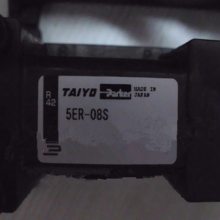 TAIYO Parker MADE IN JAPAN
R 42
5ER-08S